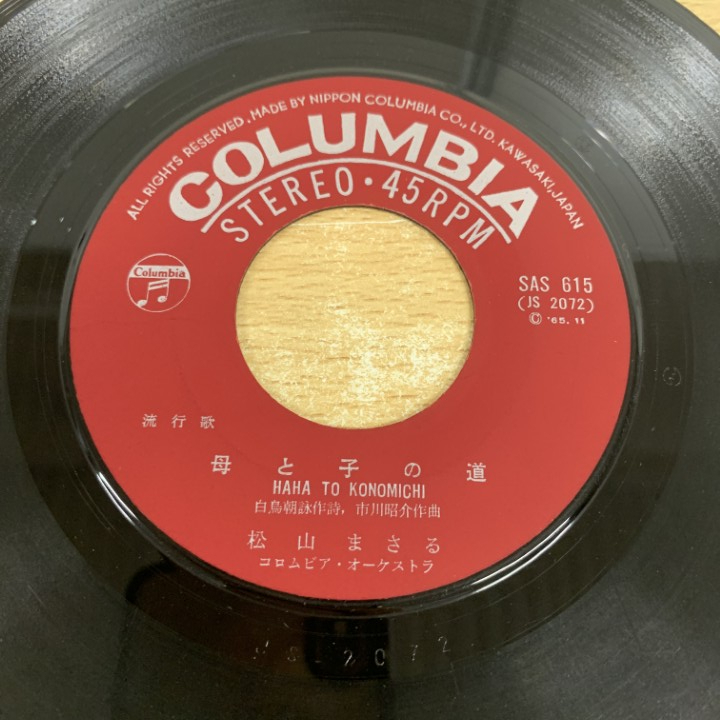 ALL RIGHTS RESERVED, MADE BY NIPPON COLUMBIA CO., LTD. KAWASAKI, JAPAN
COLUMBIA
STEREO・45RPM
Columbia
SAS 615
(JS 2072)
© '65.11
流行歌
母と子の道
HAHA TO KONOMICHI
白鳥朝詠作詩, 市川昭介作曲
松山まさる
コロムビア・オーケストラ
2072